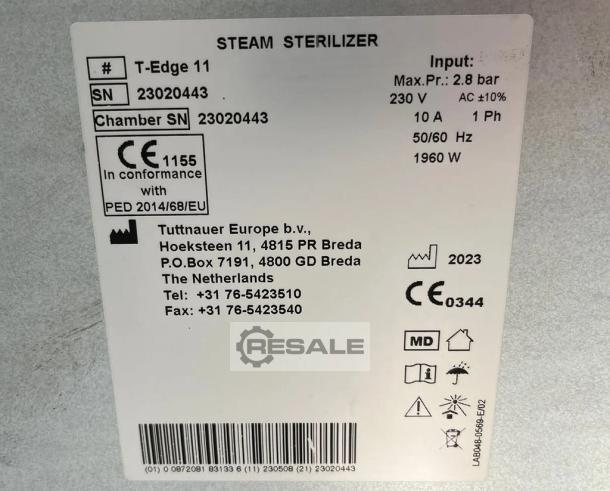 STEAM STERILIZER
# T-Edge 11
SN 23020443
Chamber SN 23020443
CE 1155
In conformance
with
PED 2014/68/EU
Input:
Max.Pr.: 2.8 bar
230 V AC ±10%
10 A 1 Ph
50/60 Hz
1960 W
Tuttnauer Europe b.v.,
Hoeksteen 11, 4815 PR Breda
P.O.Box 7191, 4800 GD Breda
The Netherlands
Tel: +31 76-5423510
Fax: +31 76-5423540
2023
CE 0344
MD
RESALE
LAB048-0569-E/02
(01) 0 0872081 83133 6 (11) 230508 (21) 23020443